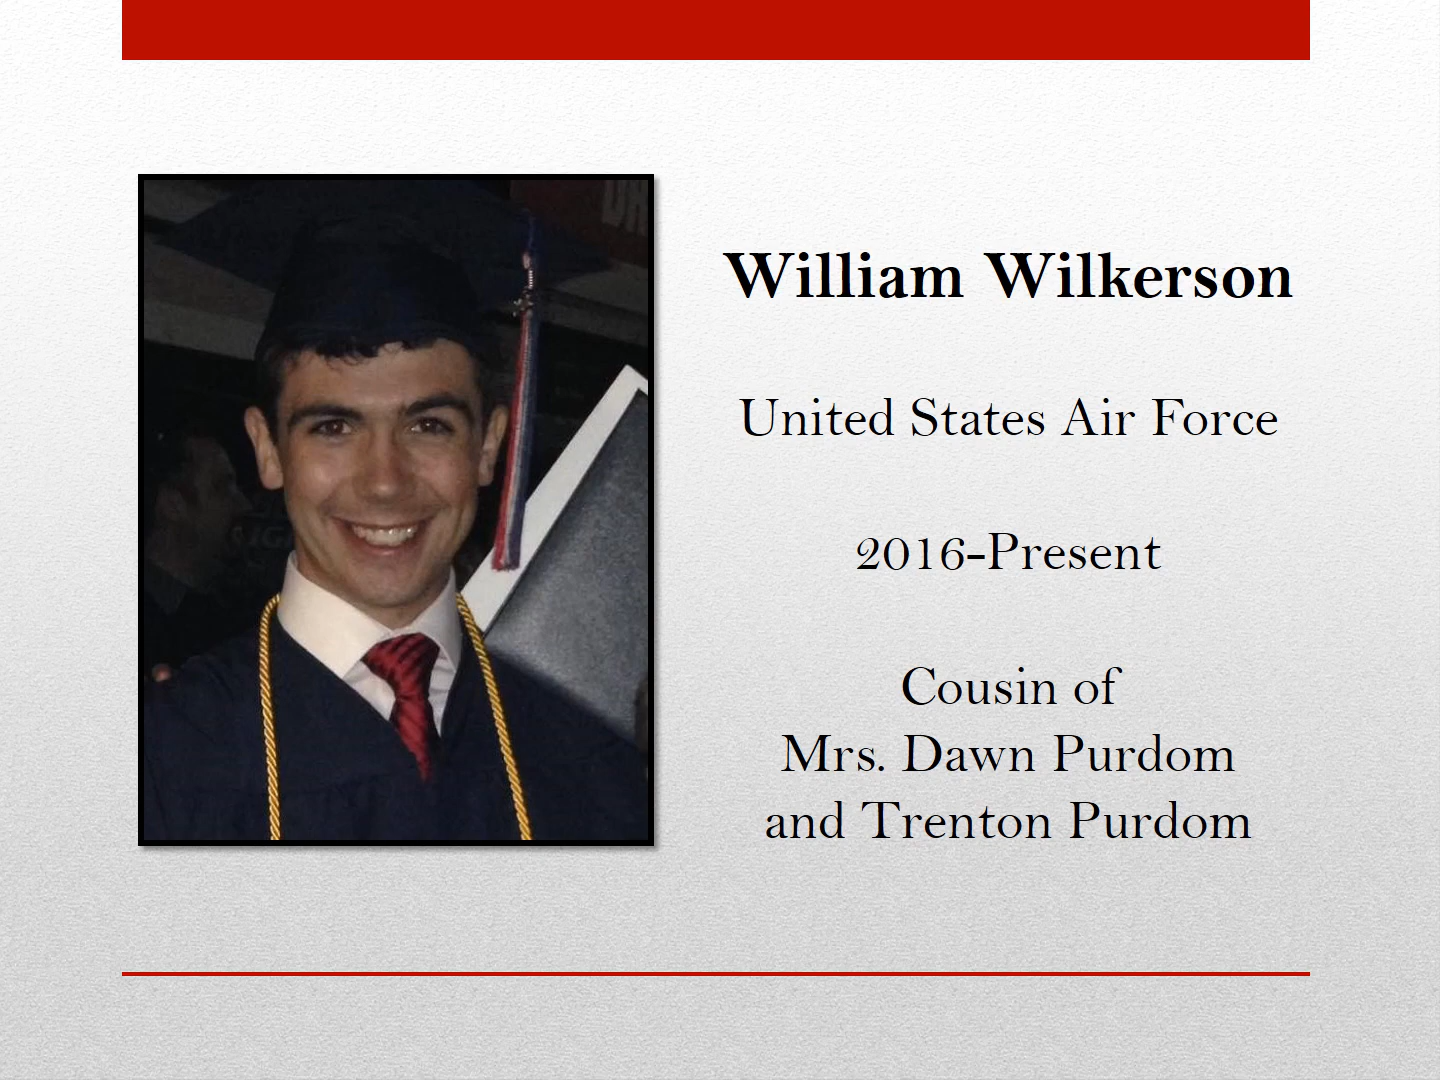 William Wilkerson
United States Air Force
2016-Present
Cousin of
Mrs. Dawn Purdom
and Trenton Purdom